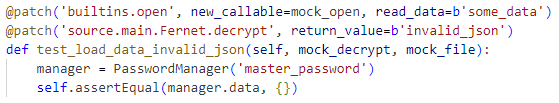 @patch('builtins.open', new_callable=mock_open, read_data=b'some_data')
@patch('source.main.Fernet.decrypt', return_value=b'invalid_json')
def test_load_data_invalid_json(self, mock_decrypt, mock_file):
    manager = PasswordManager('master_password')
    self.assertEqual(manager.data, {})